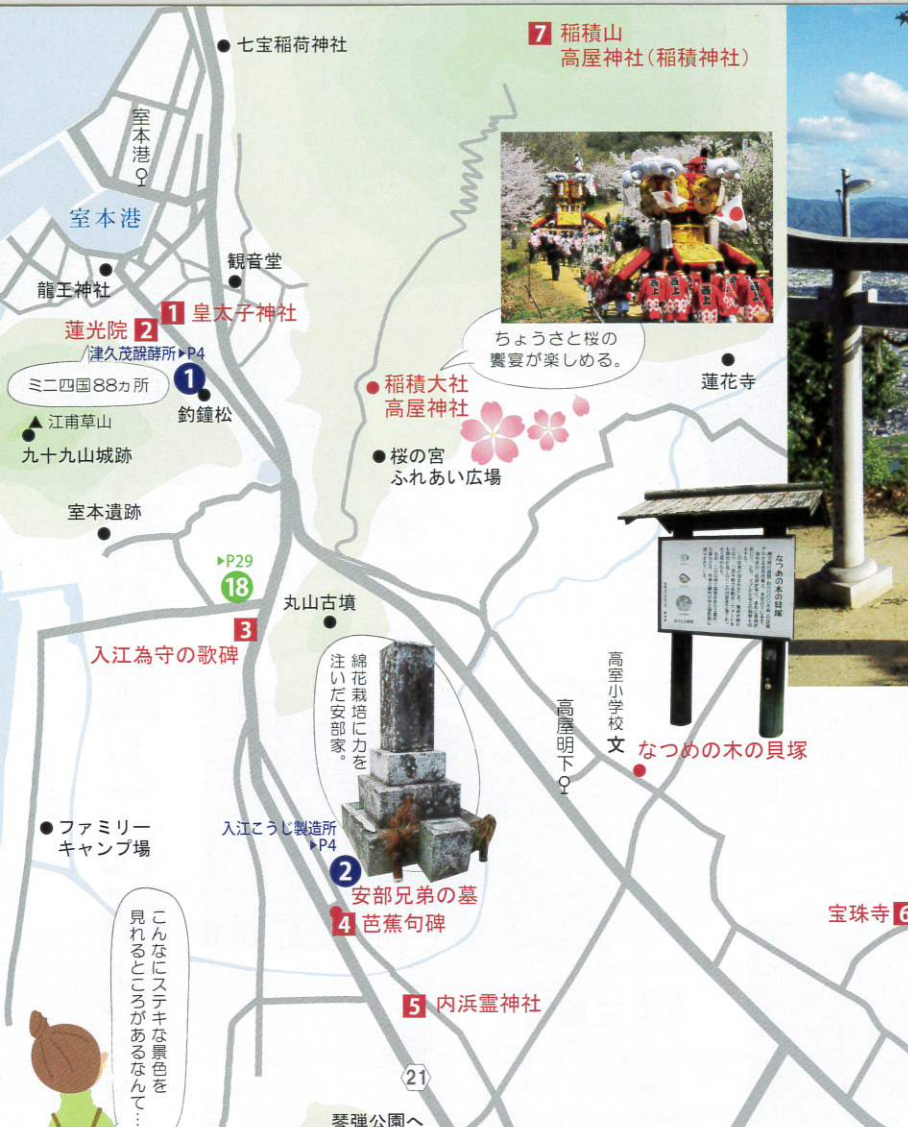 七宝稲荷神社
7 稲積山
高屋神社(稲積神社)
室本港
室本港
観音堂
龍王神社
1 皇太子神社
蓮光院 2
津久茂醗酵所▶P4
ミニ四国88ヵ所
1
釣鐘松
▲ 江甫草山
九十九山城跡
ちょうさと桜の
饗宴が楽しめる。
稲積大社
高屋神社
蓮花寺
桜の宮
ふれあい広場
室本遺跡
▶P29
18
丸山古墳
3
入江為守の歌碑
なつめの木の貝塚
綿花栽培に力を
注いだ安部家。
高室小学校 文
高屋明下
なつめの木の貝塚
ファミリー
キャンプ場
入江こうじ製造所
▶P4
2
安部兄弟の墓
4 芭蕉句碑
宝珠寺 6
こんなにステキな景色を
見れるところがあるなんて…
5 内浜霊神社
21
琴弾公園へ